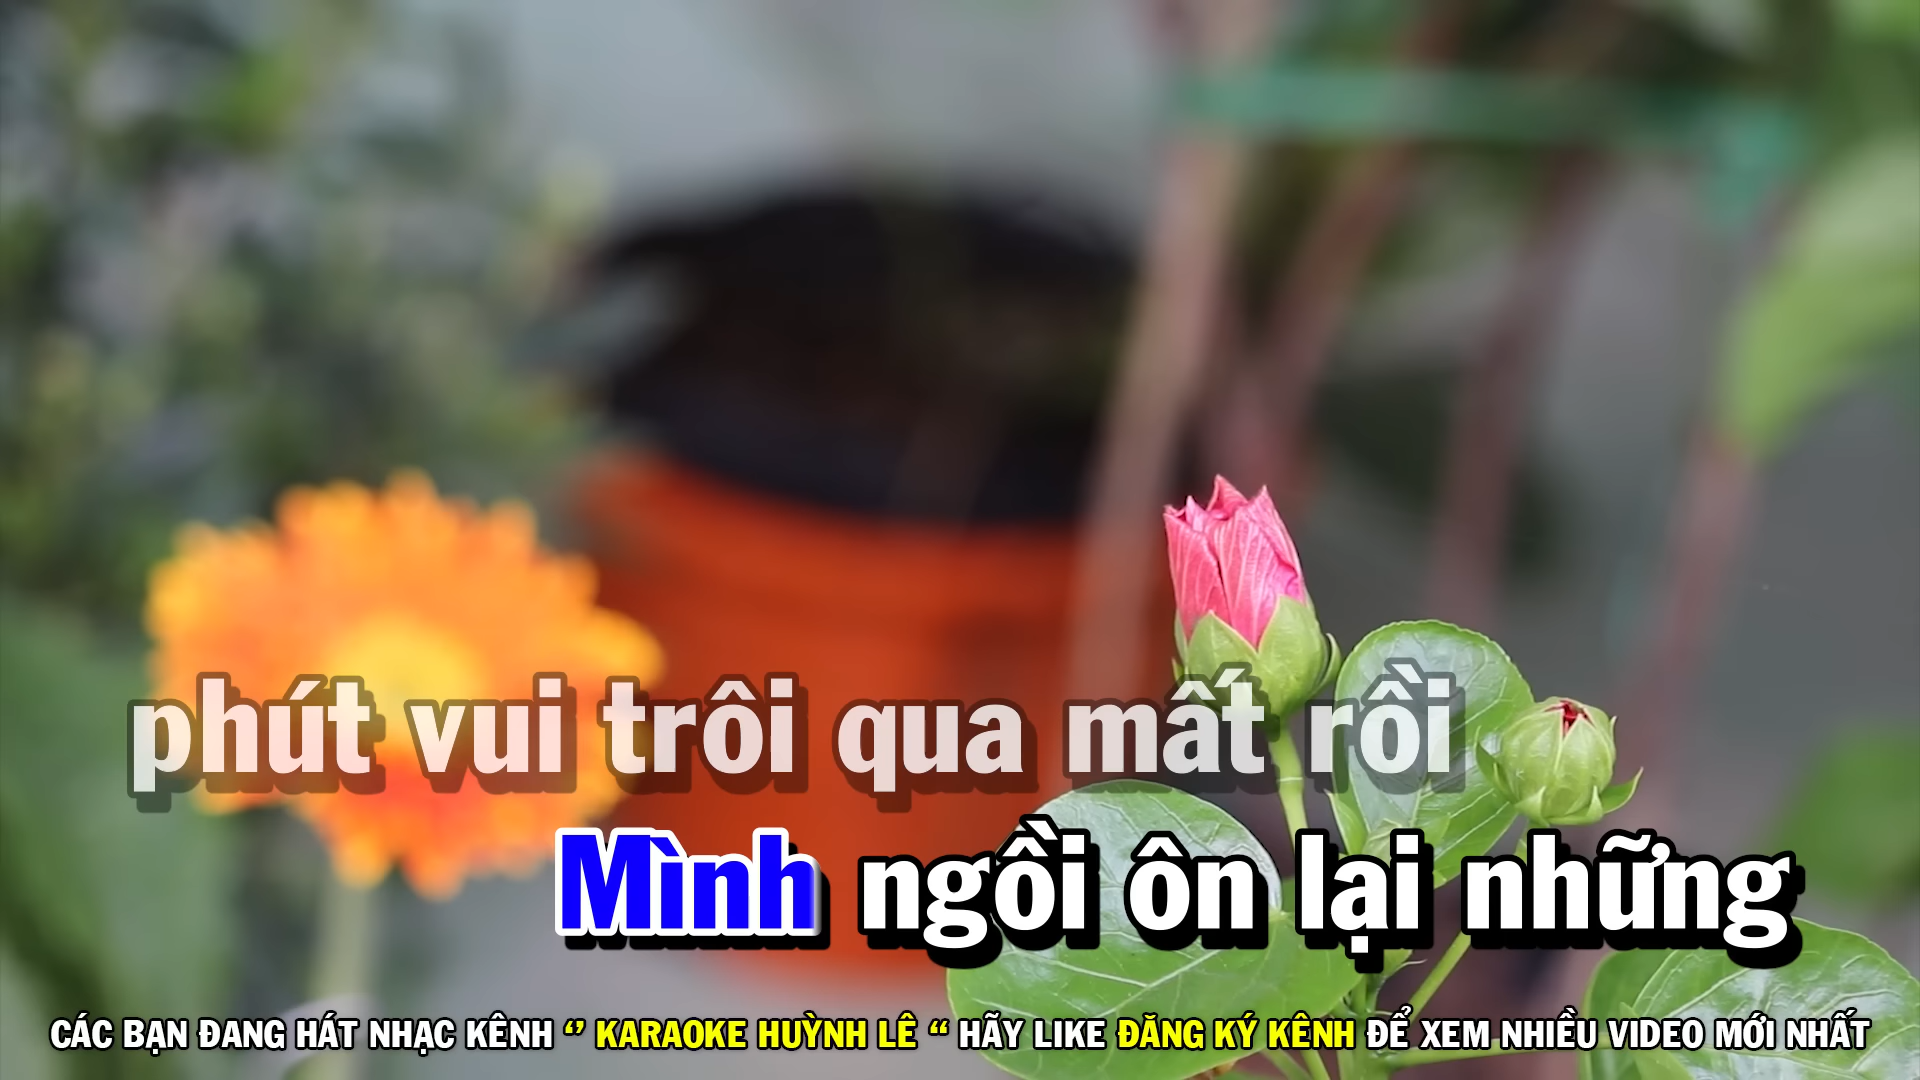 phút vui trôi qua mất rồi
Mình ngồi ôn lại những
CÁC BẠN ĐANG HÁT NHẠC KÊNH ‘’ KARAOKE HUỲNH LÊ “ HÃY LIKE ĐĂNG KÝ KÊNH ĐỂ XEM NHIỀU VIDEO MỚI NHẤT